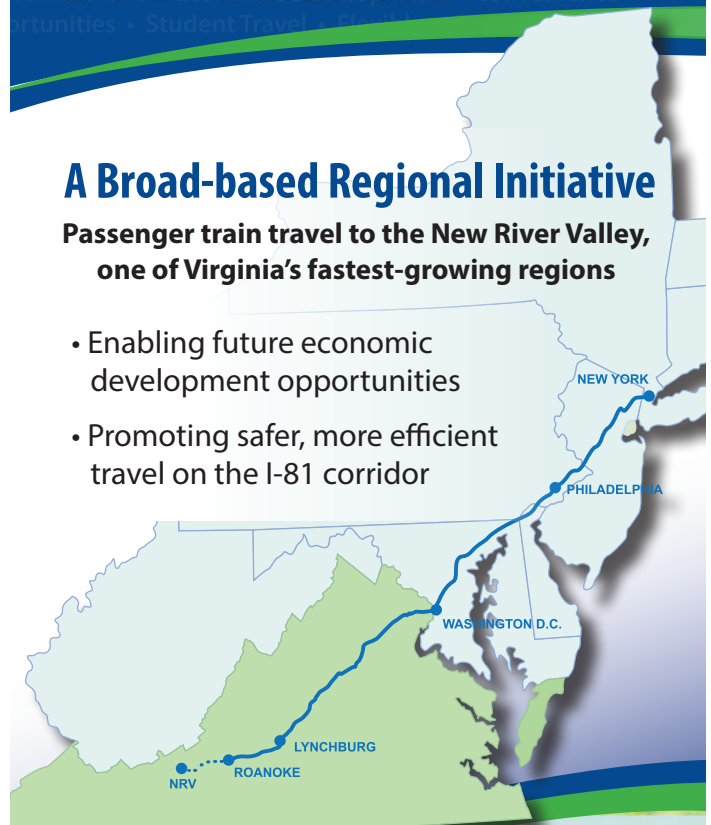 ortunities • Student Travel •
A Broad-based Regional Initiative
Passenger train travel to the New River Valley,
one of Virginia's fastest-growing regions
• Enabling future economic
development opportunities
• Promoting safer, more efficient
travel on the I-81 corridor
NEW YORK
PHILADELPHIA
WASHINGTON D.C.
LYNCHBURG
ROANOKE
NRV